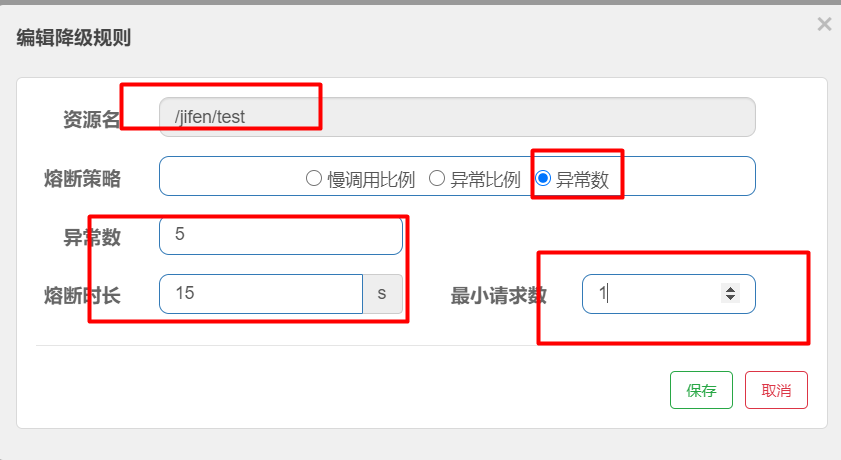 编辑降级规则
×
资源名 /jifen/test
熔断策略 慢调用比例 异常比例 异常数
异常数 5
熔断时长 15 s 最小请求数 1
保存 取消